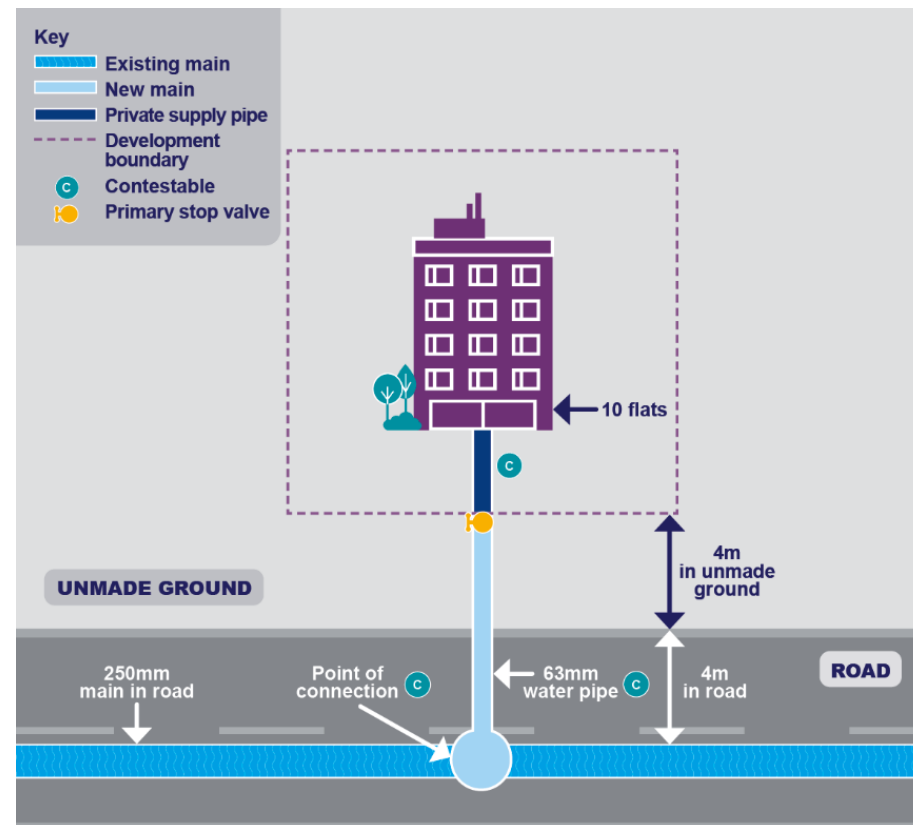 Key
Existing main
New main
Private supply pipe
Development
boundary
C
Contestable
Primary stop valve
10 flats
C
4m
in unmade
ground
UNMADE GROUND
250mm
main in road
Point of
connection C
63mm
water pipe C
4m
in road
ROAD